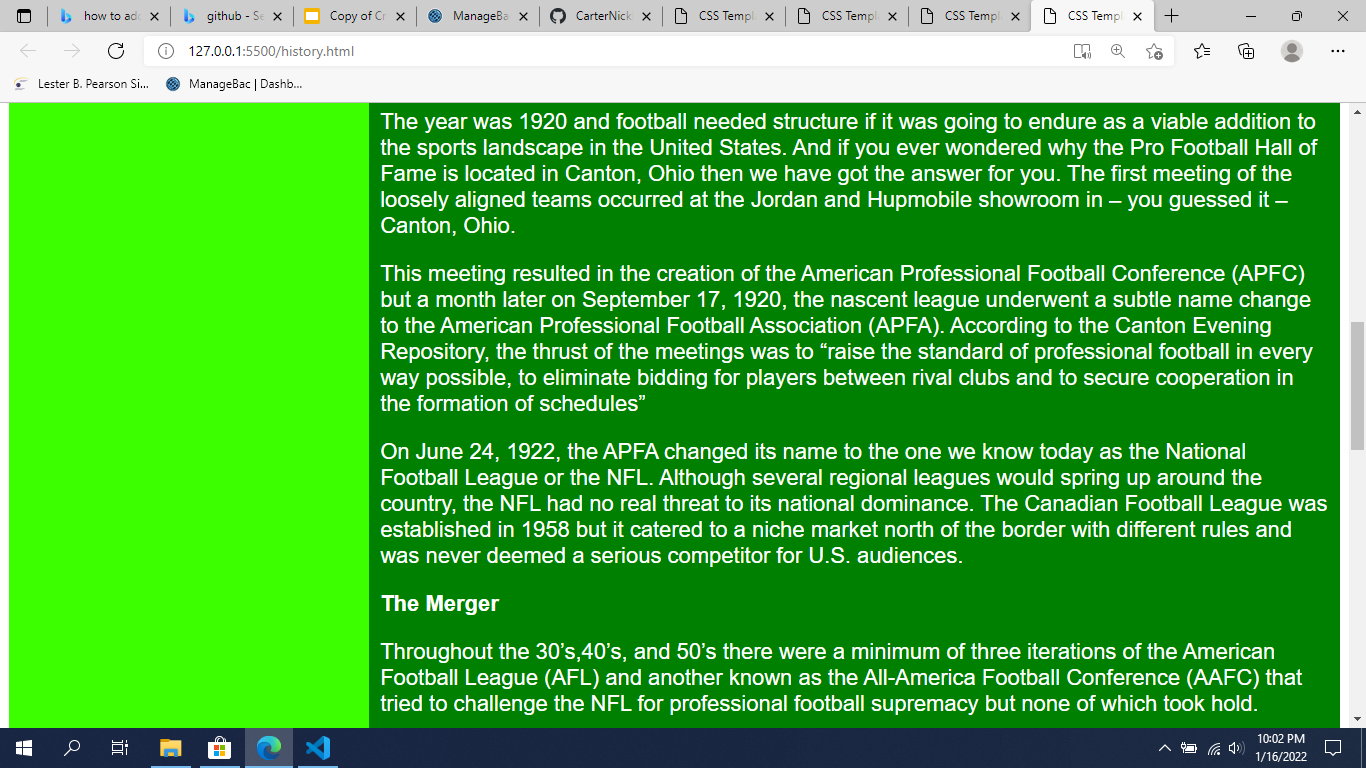 how to add
github - Se
Copy of Cr
ManageBa
CarterNick
CSS Templ
CSS Templ
CSS Templ
CSS Templ
127.0.0.1:5500/history.html
Lester B. Pearson Si...
ManageBac | Dashb...
The year was 1920 and football needed structure if it was going to endure as a viable addition to
the sports landscape in the United States. And if you ever wondered why the Pro Football Hall of
Fame is located in Canton, Ohio then we have got the answer for you. The first meeting of the
loosely aligned teams occurred at the Jordan and Hupmobile showroom in – you guessed it –
Canton, Ohio.
This meeting resulted in the creation of the American Professional Football Conference (APFC)
but a month later on September 17, 1920, the nascent league underwent a subtle name change
to the American Professional Football Association (APFA). According to the Canton Evening
Repository, the thrust of the meetings was to “raise the standard of professional football in every
way possible, to eliminate bidding for players between rival clubs and to secure cooperation in
the formation of schedules”
On June 24, 1922, the APFA changed its name to the one we know today as the National
Football League or the NFL. Although several regional leagues would spring up around the
country, the NFL had no real threat to its national dominance. The Canadian Football League was
established in 1958 but it catered to a niche market north of the border with different rules and
was never deemed a serious competitor for U.S. audiences.
The Merger
Throughout the 30’s,40’s, and 50’s there were a minimum of three iterations of the American
Football League (AFL) and another known as the All-America Football Conference (AAFC) that
tried to challenge the NFL for professional football supremacy but none of which took hold.
10:02 PM
1/16/2022